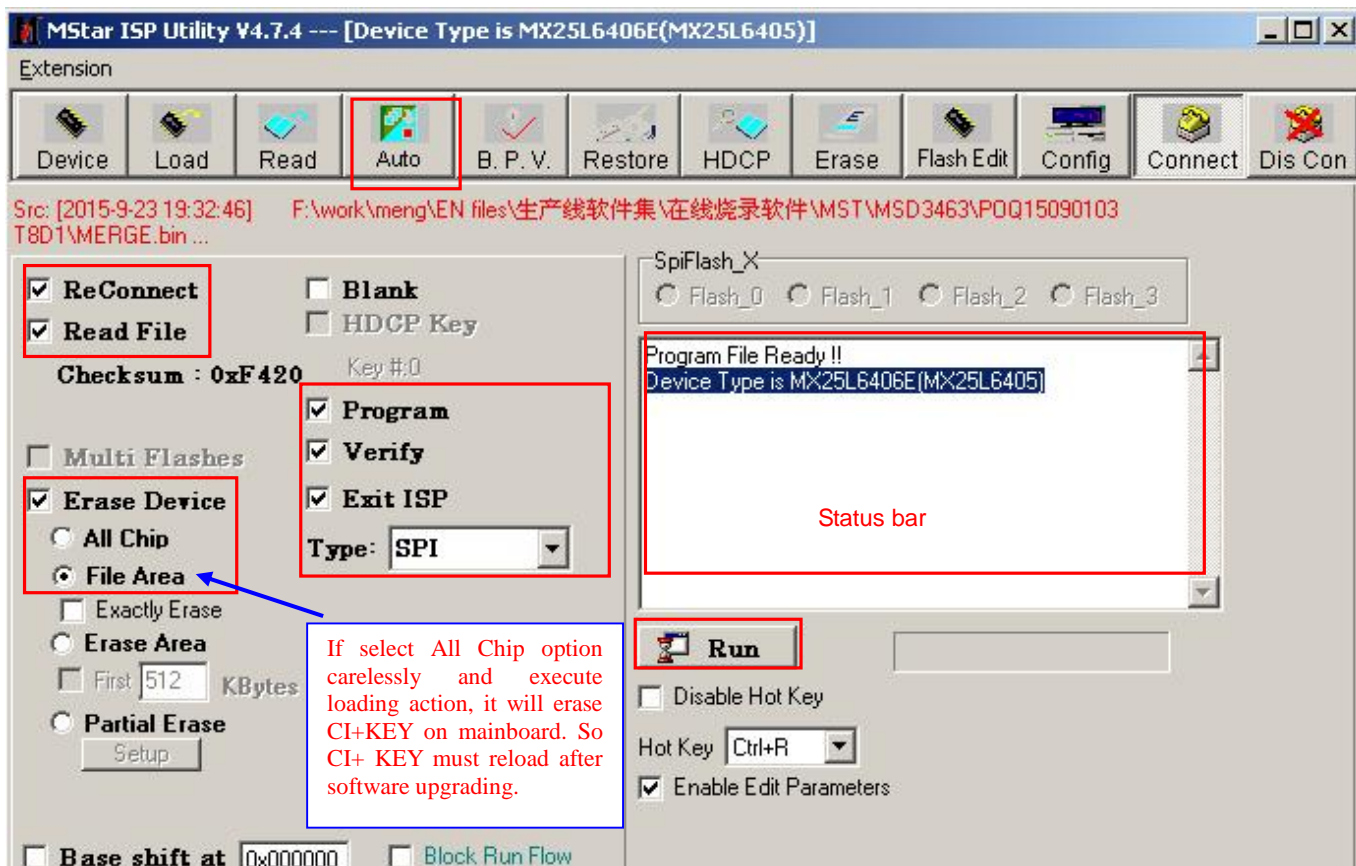 MStar ISP Utility V4.7.4 --- [Device Type is MX25L6406E(MX25L6405)]
Extension
Device Load Read Auto B. P. V. Restore HDCP Erase Flash Edit Config Connect Dis Con
Src: [2015-9-23 19:32:46] F:\work\meng\EN files\生产线软件集\在线烧录软件\MST\MSD3463\POQ15090103
T8D1\MERGE.bin ...
ReConnect
Read File
Checksum : 0xF420
Blank
HDCP Key
Key #:0
Program
Verify
Exit ISP
Type: SPI
Multi Flashes
Erase Device
All Chip
File Area
Exactly Erase
Erase Area
First 512 KBytes
Partial Erase
Setup
If select All Chip option
carelessly and execute
loading action, it will erase
CI+KEY on mainboard. So
CI+ KEY must reload after
software upgrading.
Base shift at 0x000000
Block Run Flow
SpiFlash_X
Flash_0 Flash_1 Flash_2 Flash_3
Program File Ready !!
Device Type is MX25L6406E(MX25L6405)
Status bar
Run
Disable Hot Key
Hot Key Ctrl+R
Enable Edit Parameters